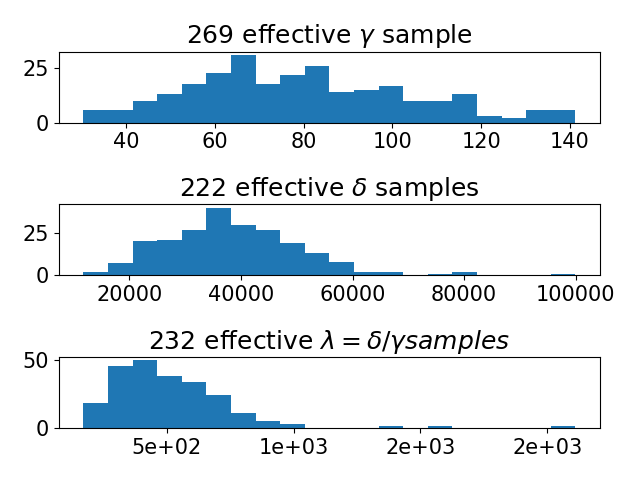 269 effective γ sample
25
0
40 60 80 100 120 140
222 effective δ samples
25
0
20000 40000 60000 80000 100000
232 effective λ = δ/γsamples
50
0
5e+02 1e+03 2e+03 2e+03